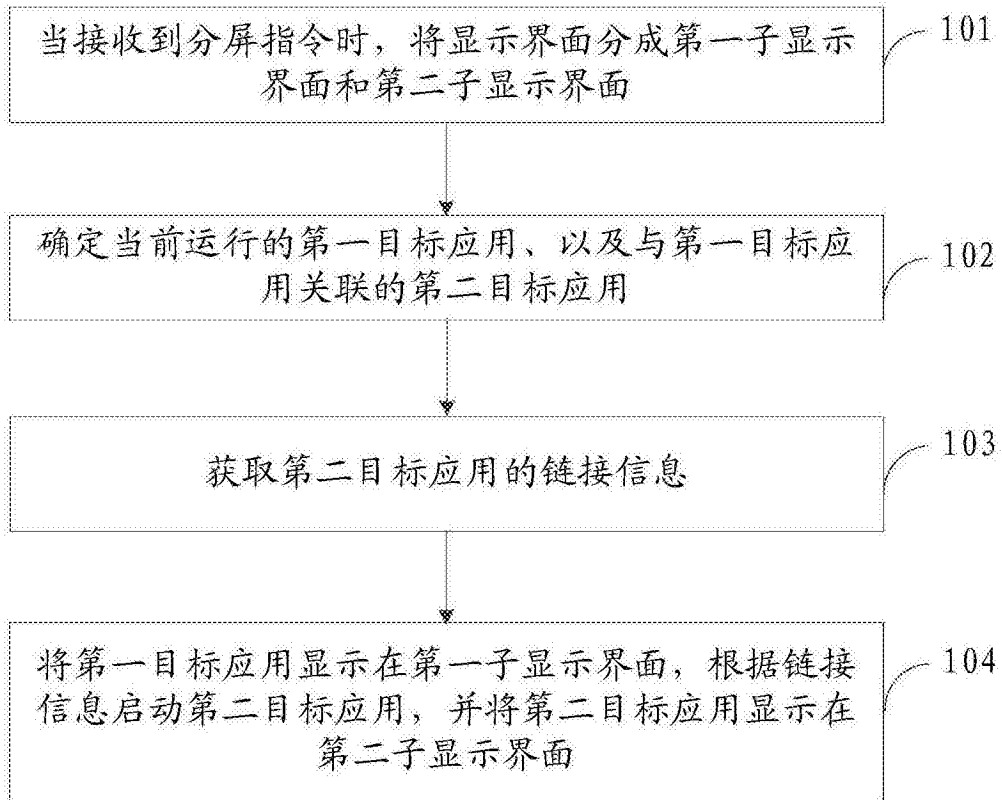 当接收到分屏指令时，将显示界面分成第一子显示
界面和第二子显示界面
101
确定当前运行的第一目标应用、以及与第一目标应
用关联的第二目标应用
102
获取第二目标应用的链接信息
103
将第一目标应用显示在第一子显示界面，根据链接
信息启动第二目标应用，并将第二目标应用显示在
第二子显示界面
104